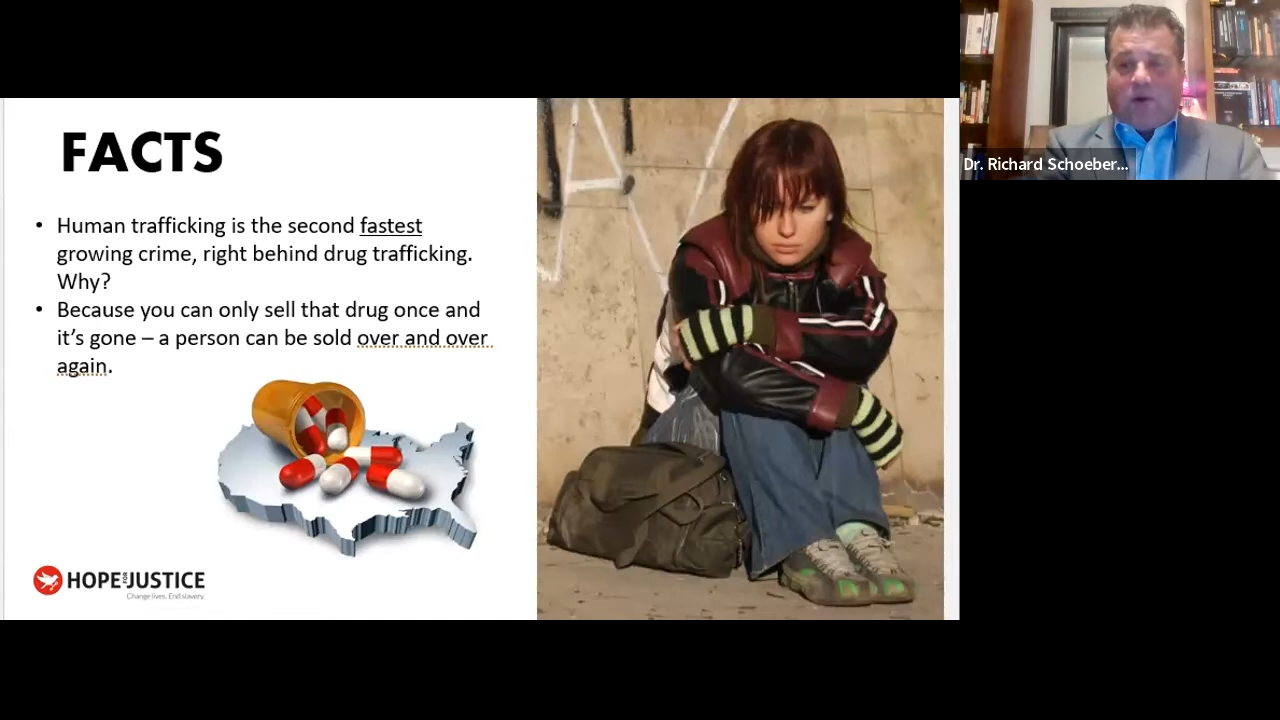 FACTS
• Human trafficking is the second fastest
growing crime, right behind drug trafficking.
Why?
• Because you can only sell that drug once and
it's gone – a person can be sold over and over
again.
HOPE FOR JUSTICE
Change lives. End slavery.
Dr. Richard Schoeber...